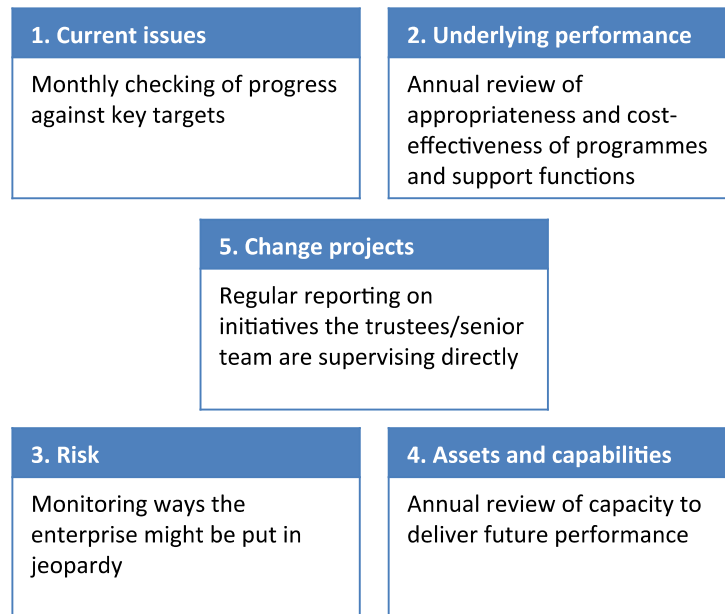 1. Current issues
Monthly checking of progress
against key targets
2. Underlying performance
Annual review of
appropriateness and cost-
effectiveness of programmes
and support functions
5. Change projects
Regular reporting on
initiatives the trustees/senior
team are supervising directly
3. Risk
Monitoring ways the
enterprise might be put in
jeopardy
4. Assets and capabilities
Annual review of capacity to
deliver future performance